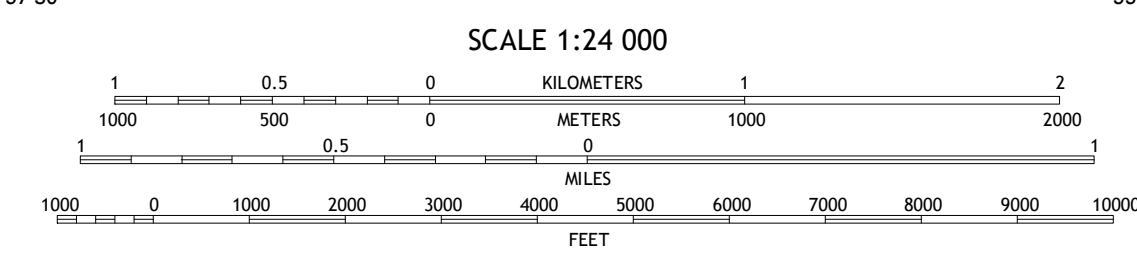 SCALE 1:24 000
1 0.5 0 KILOMETERS 1 2
1000 500 0 METERS 1000 2000
1 0.5 0 1
MILES
1000 0 1000 2000 3000 4000 5000 6000 7000 8000 9000 10000
FEET